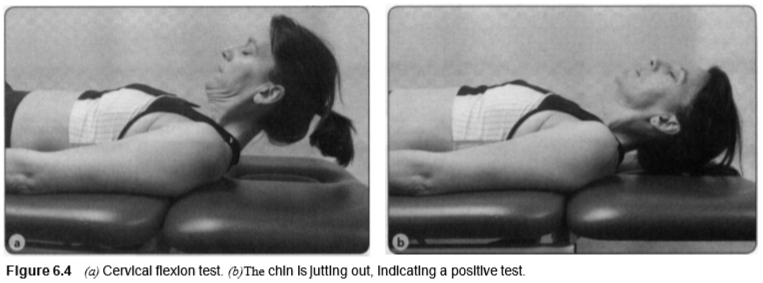 a
b
Figure 6.4 (a) Cervical flexion test. (b)The chin is jutting out, indicating a positive test.